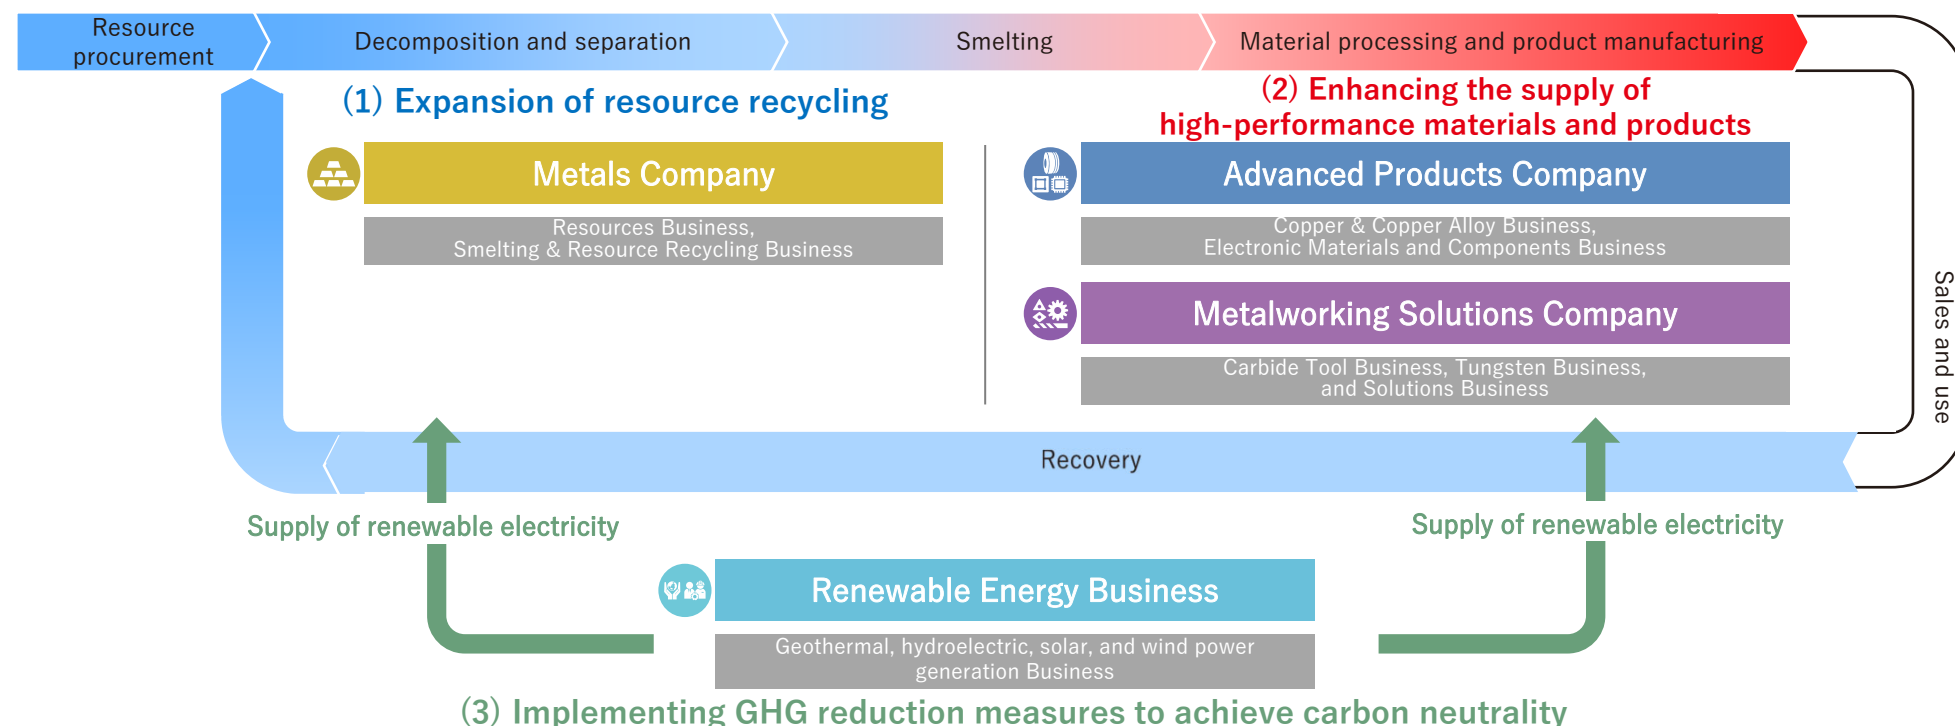 Resource
procurement
Decomposition and separation
Smelting
Material processing and product manufacturing
(1) Expansion of resource recycling
(2) Enhancing the supply of
high-performance materials and products
Metals Company
Resources Business,
Smelting & Resource Recycling Business
Advanced Products Company
Copper & Copper Alloy Business,
Electronic Materials and Components Business
Metalworking Solutions Company
Carbide Tool Business, Tungsten Business,
and Solutions Business
Sales and use
Recovery
Supply of renewable electricity
Supply of renewable electricity
Renewable Energy Business
Geothermal, hydroelectric, solar, and wind power
generation Business
(3) Implementing GHG reduction measures to achieve carbon neutrality